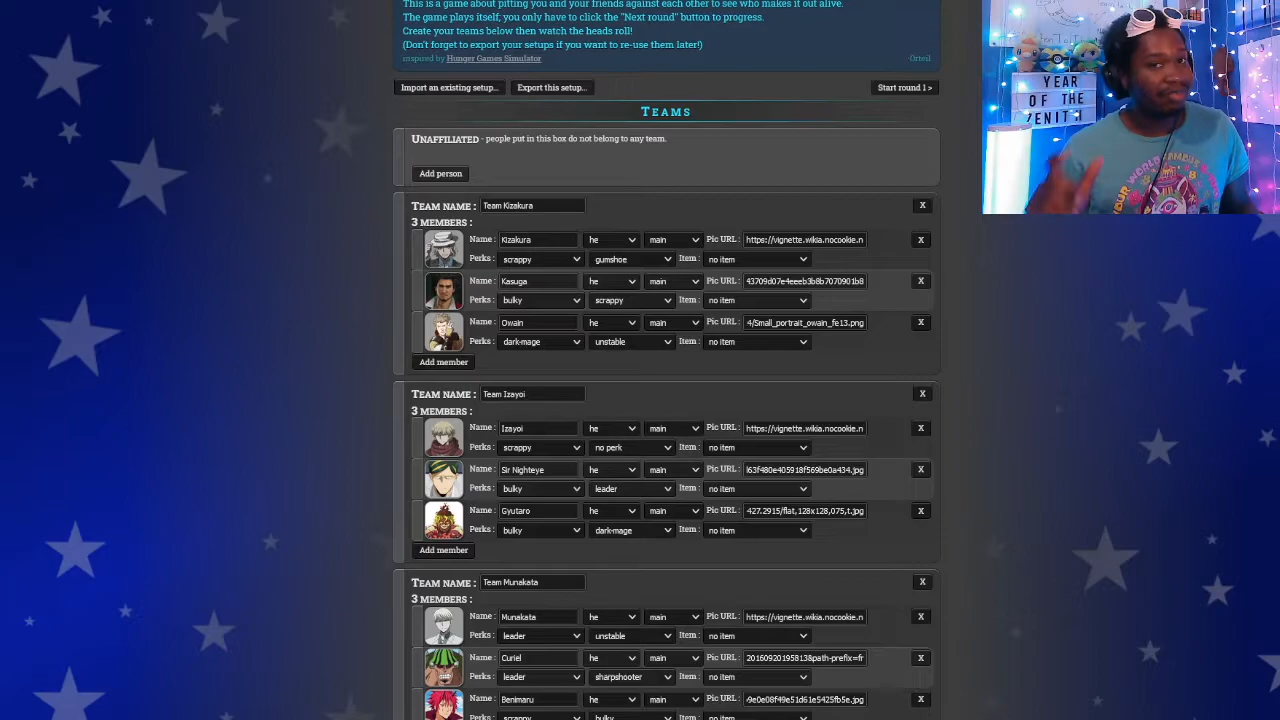 This is a game about pitting you and your friends against each other to see who makes it out alive.
The game plays itself; you only have to click the "Next round" button to progress.
Create your teams below then watch the heads roll!
(Don't forget to export your setups if you want to re-use them later!)
inspired by Hunger Games Simulator
Orteil
Import an existing setup... Export this setup... Start round 1 >
TEAMS
UNAFFILIATED - people put in this box do not belong to any team.
Add person
TEAM NAME : Team Kizakura X
3 MEMBERS :
Name : Kizakura he main Pic URL : https://vignette.wikia.nocookie.n X
Perks : scrappy gumshoe Item : no item
Name : Kasuga he main Pic URL : 43709d07e4eeeb3b8b7070901b8 X
Perks : bulky scrappy Item : no item
Name : Owain he main Pic URL : 4/Small_portrait_owain_fe13.png X
Perks : dark-mage unstable Item : no item
Add member
TEAM NAME : Team Izayoi X
3 MEMBERS :
Name : Izayoi he main Pic URL : https://vignette.wikia.nocookie.n X
Perks : scrappy no perk Item : no item
Name : Sir Nighteye he main Pic URL : l63f480e405918f569be0a434.jpg X
Perks : bulky leader Item : no item
Name : Gyutaro he main Pic URL : 427.2915/flat,128x128,075,t.jpg X
Perks : bulky dark-mage Item : no item
Add member
TEAM NAME : Team Munakata X
3 MEMBERS :
Name : Munakata he main Pic URL : https://vignette.wikia.nocookie.n X
Perks : leader unstable Item : no item
Name : Curiel he main Pic URL : 20160920195813&path-prefix=fr X
Perks : leader sharpshooter Item : no item
Name : Benimaru he main Pic URL : -9e0e08f49e51d61e5425fb5e.jpg X
Perks : scrappy bulky Item : no item
YEAR
OF THE
ZENITH
YOUR WORLD FAMOUS